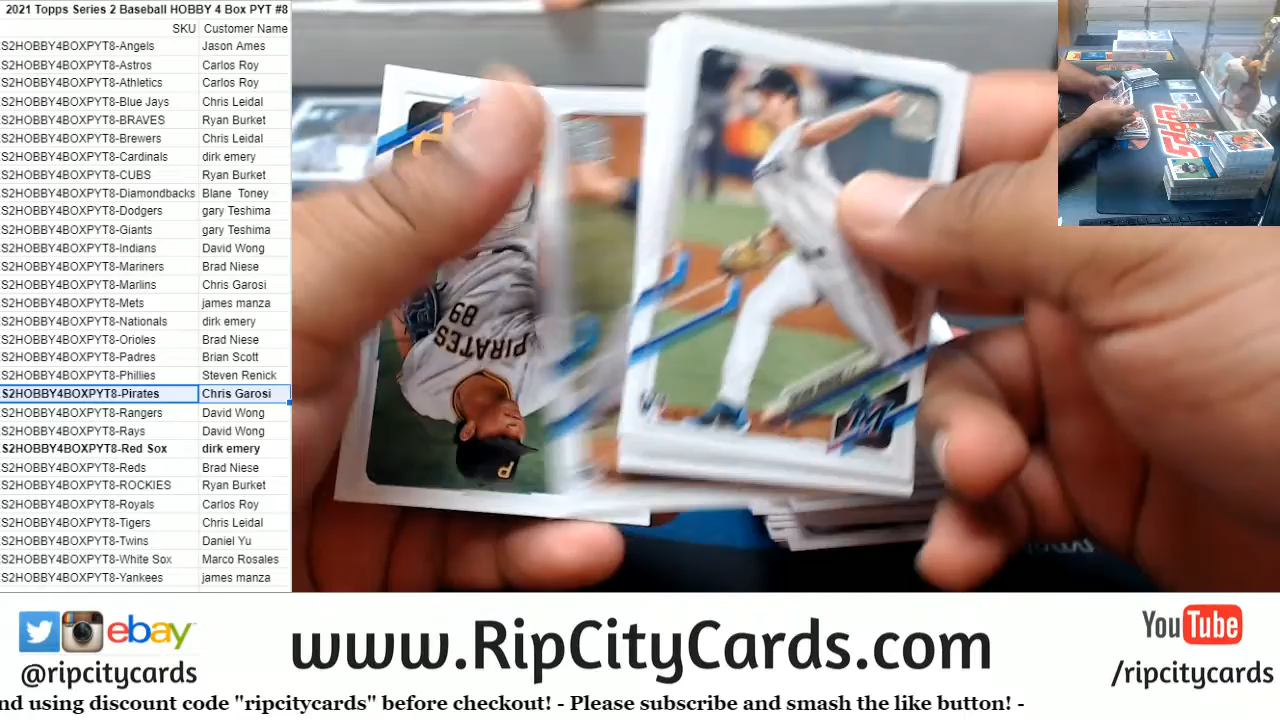 2021 Topps Series 2 Baseball HOBBY 4 Box PYT #8
SKU Customer Name
S2HOBBY4BOXPYT8-Angels Jason Ames
S2HOBBY4BOXPYT8-Astros Carlos Roy
S2HOBBY4BOXPYT8-Athletics Carlos Roy
S2HOBBY4BOXPYT8-Blue Jays Chris Leidal
S2HOBBY4BOXPYT8-BRAVES Ryan Burket
S2HOBBY4BOXPYT8-Brewers Chris Leidal
S2HOBBY4BOXPYT8-Cardinals dirk emery
S2HOBBY4BOXPYT8-CUBS Ryan Burket
S2HOBBY4BOXPYT8-Diamondbacks Blane Toney
S2HOBBY4BOXPYT8-Dodgers gary Teshima
S2HOBBY4BOXPYT8-Giants gary Teshima
S2HOBBY4BOXPYT8-Indians David Wong
S2HOBBY4BOXPYT8-Mariners Brad Niese
S2HOBBY4BOXPYT8-Marlins Chris Garosi
S2HOBBY4BOXPYT8-Mets james manza
S2HOBBY4BOXPYT8-Nationals dirk emery
S2HOBBY4BOXPYT8-Orioles Brad Niese
S2HOBBY4BOXPYT8-Padres Brian Scott
S2HOBBY4BOXPYT8-Phillies Steven Renick
S2HOBBY4BOXPYT8-Pirates Chris Garosi
S2HOBBY4BOXPYT8-Rangers David Wong
S2HOBBY4BOXPYT8-Rays David Wong
S2HOBBY4BOXPYT8-Red Sox dirk emery
S2HOBBY4BOXPYT8-Reds Brad Niese
S2HOBBY4BOXPYT8-ROCKIES Ryan Burket
S2HOBBY4BOXPYT8-Royals Carlos Roy
S2HOBBY4BOXPYT8-Tigers Chris Leidal
S2HOBBY4BOXPYT8-Twins Daniel Yu
S2HOBBY4BOXPYT8-White Sox Marco Rosales
S2HOBBY4BOXPYT8-Yankees james manza
PIRATES
68
P
topps
ebay
@ripcitycards
www.RipCityCards.com
YouTube
/ripcitycards
nd using discount code "ripcitycards" before checkout! - Please subscribe and smash the like button! -